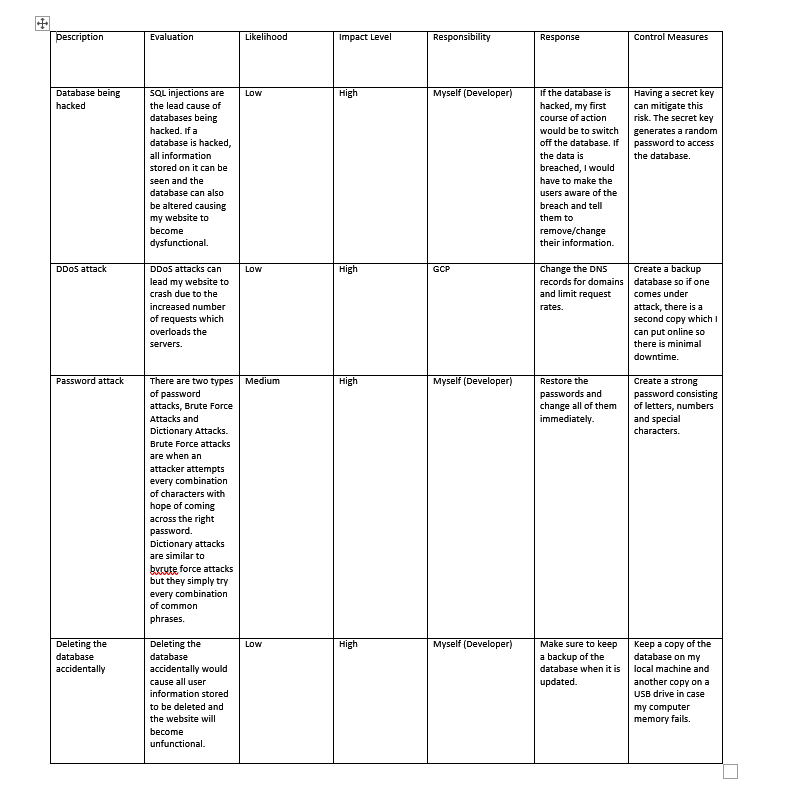 Description
Evaluation
Likelihood
Impact Level
Responsibility
Response
Control Measures
Database being
hacked
SQL injections are
the lead cause of
databases being
hacked. If a
database is hacked,
all information
stored on it can be
seen and the
database can also
be altered causing
my website to
become
dysfunctional.
Low
High
Myself (Developer)
If the database is
hacked, my first
course of action
would be to switch
off the database. If
the data is
breached, I would
have to make the
users aware of the
breach and tell
them to
remove/change
their information.
Having a secret key
can mitigate this
risk. The secret key
generates a random
password to access
the database.
DDoS attack
DDoS attacks can
lead my website to
crash due to the
increased number
of requests which
overloads the
servers.
Low
High
GCP
Change the DNS
records for domains
and limit request
rates.
Create a backup
database so if one
comes under
attack, there is a
second copy which I
can put online so
there is minimal
downtime.
Password attack
There are two types
of password
attacks, Brute Force
Attacks and
Dictionary Attacks.
Brute Force attacks
are when an
attacker attempts
every combination
of characters with
hope of coming
across the right
password.
Dictionary attacks
are similar to
byrute force attacks
but they simply try
every combination
of common
phrases.
Medium
High
Myself (Developer)
Restore the
passwords and
change all of them
immediately.
Create a strong
password consisting
of letters, numbers
and special
characters.
Deleting the
database
accidentally
Deleting the
database
accidentally would
cause all user
information stored
to be deleted and
the website will
become
unfunctional.
Low
High
Myself (Developer)
Make sure to keep
a backup of the
database when it is
updated.
Keep a copy of the
database on my
local machine and
another copy on a
USB drive in case
my computer
memory fails.